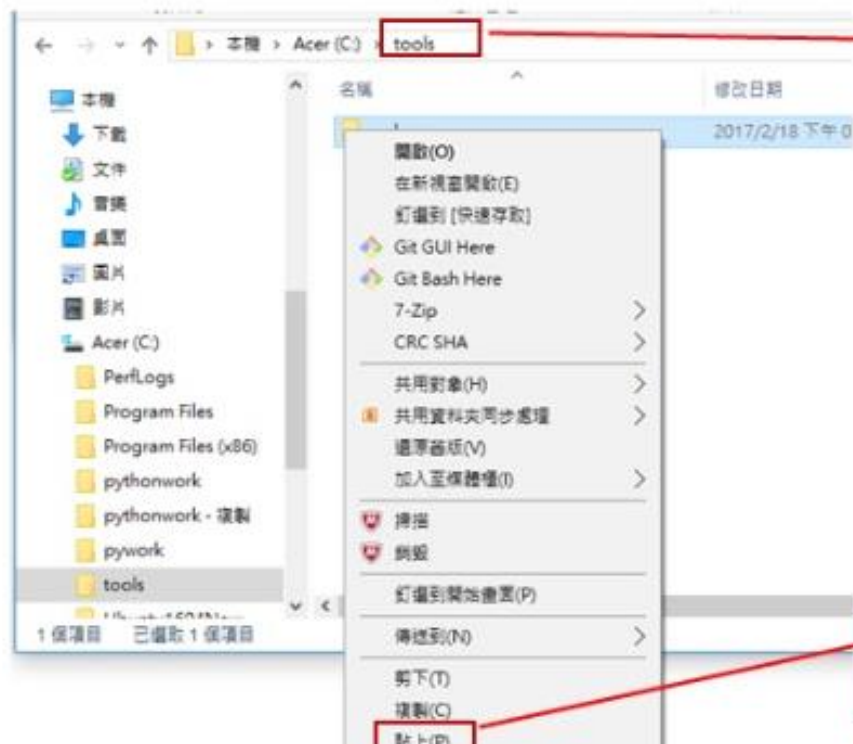 本機 › Acer (C:) › tools
名稱
修改日期
本機
下載
文件
音樂
桌面
圖片
影片
Acer (C:)
PerfLogs
Program Files
Program Files (x86)
pythonwork
pythonwork - 複製
pywork
tools
1 個項目 已選取 1 個項目
2017/2/18 下午 0
開啟(O)
在新視窗開啟(E)
釘選到 [快速存取]
Git GUI Here
Git Bash Here
7-Zip
CRC SHA
共用對象(H)
共用資料夾同步處理
還原舊版(V)
加入至媒體櫃(I)
掃描
銷毀
釘選到開始畫面(P)
傳送到(N)
剪下(T)
複製(C)
貼上(P)